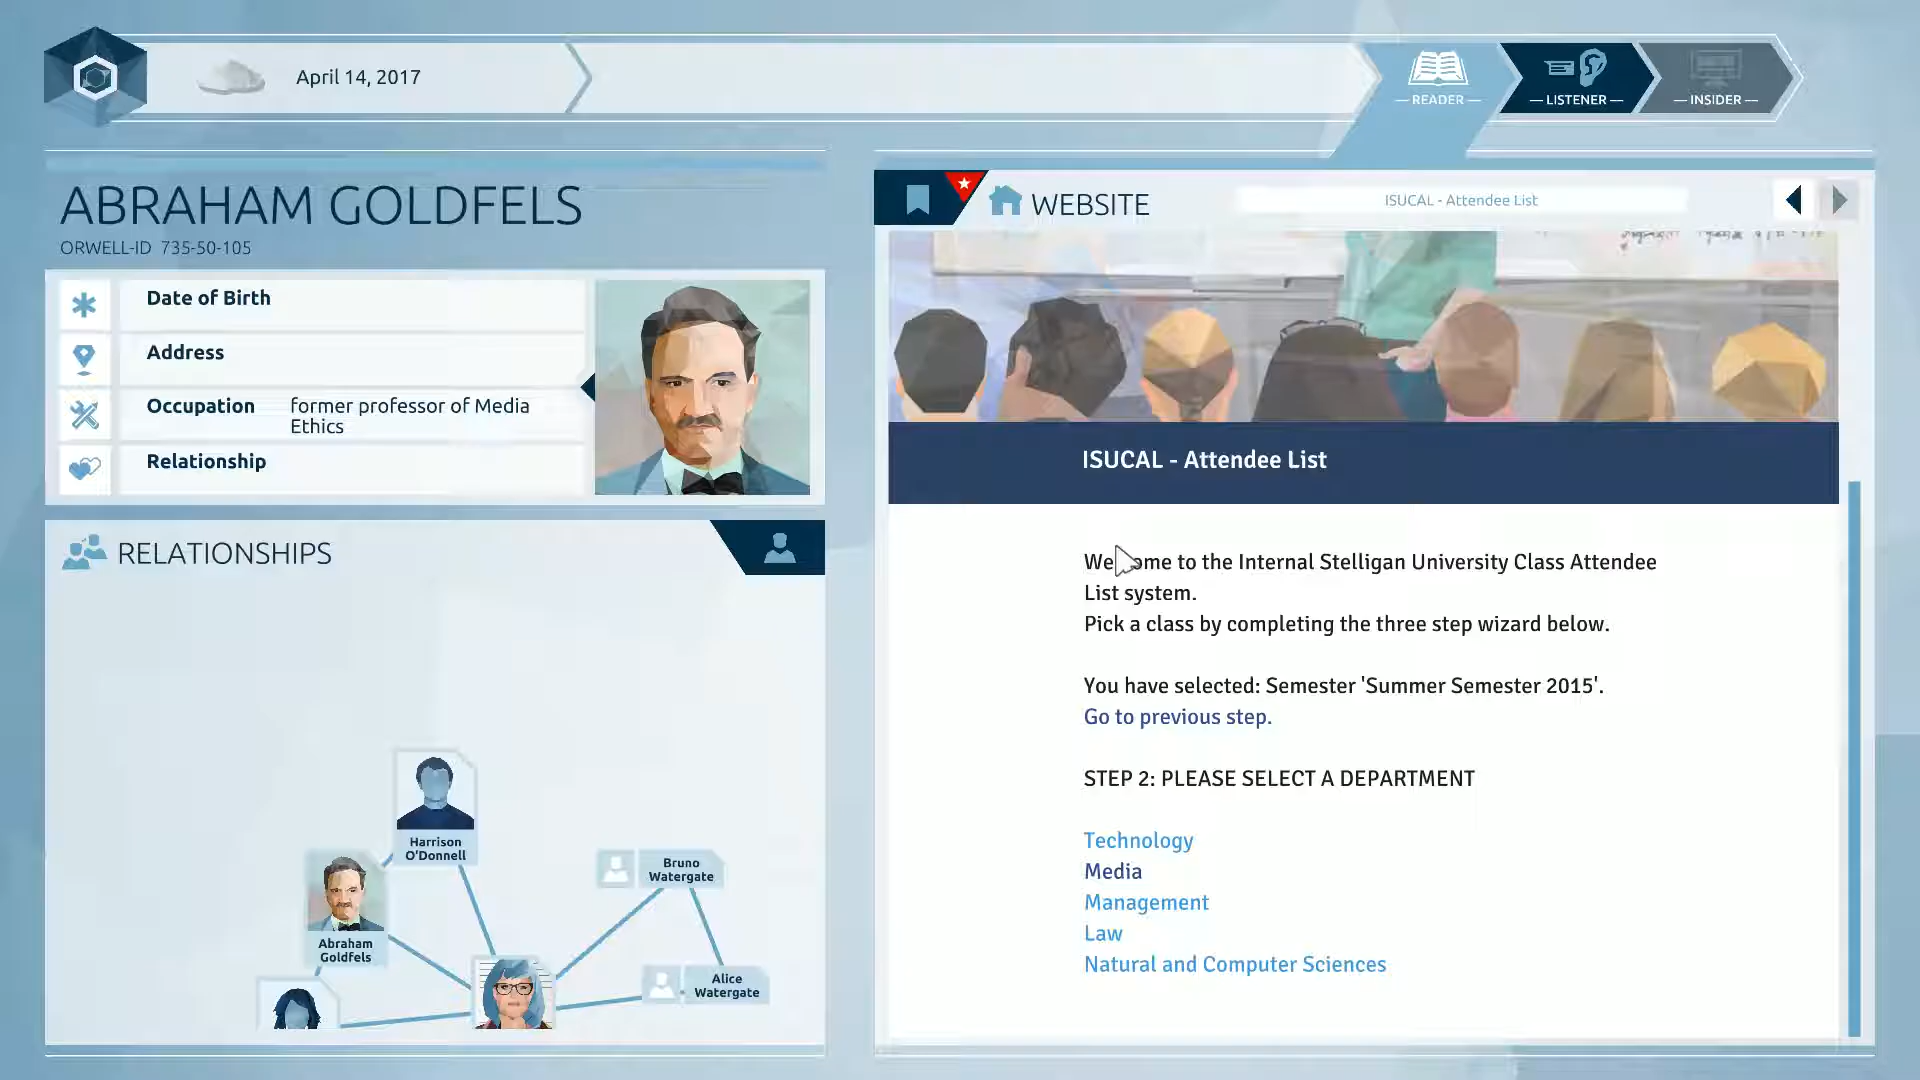 April 14, 2017
READER
LISTENER
INSIDER
ABRAHAM GOLDFELS
ORWELL-ID 735-50-105
Date of Birth
Address
Occupation former professor of Media
Ethics
Relationship
RELATIONSHIPS
Harrison
O'Donnell
Abraham
Goldfels
Bruno
Watergate
Alice
Watergate
WEBSITE
ISUCAL - Attendee List
ISUCAL - Attendee List
Welcome to the Internal Stelligan University Class Attendee
List system.
Pick a class by completing the three step wizard below.
You have selected: Semester 'Summer Semester 2015'.
Go to previous step.
STEP 2: PLEASE SELECT A DEPARTMENT
Technology
Media
Management
Law
Natural and Computer Sciences